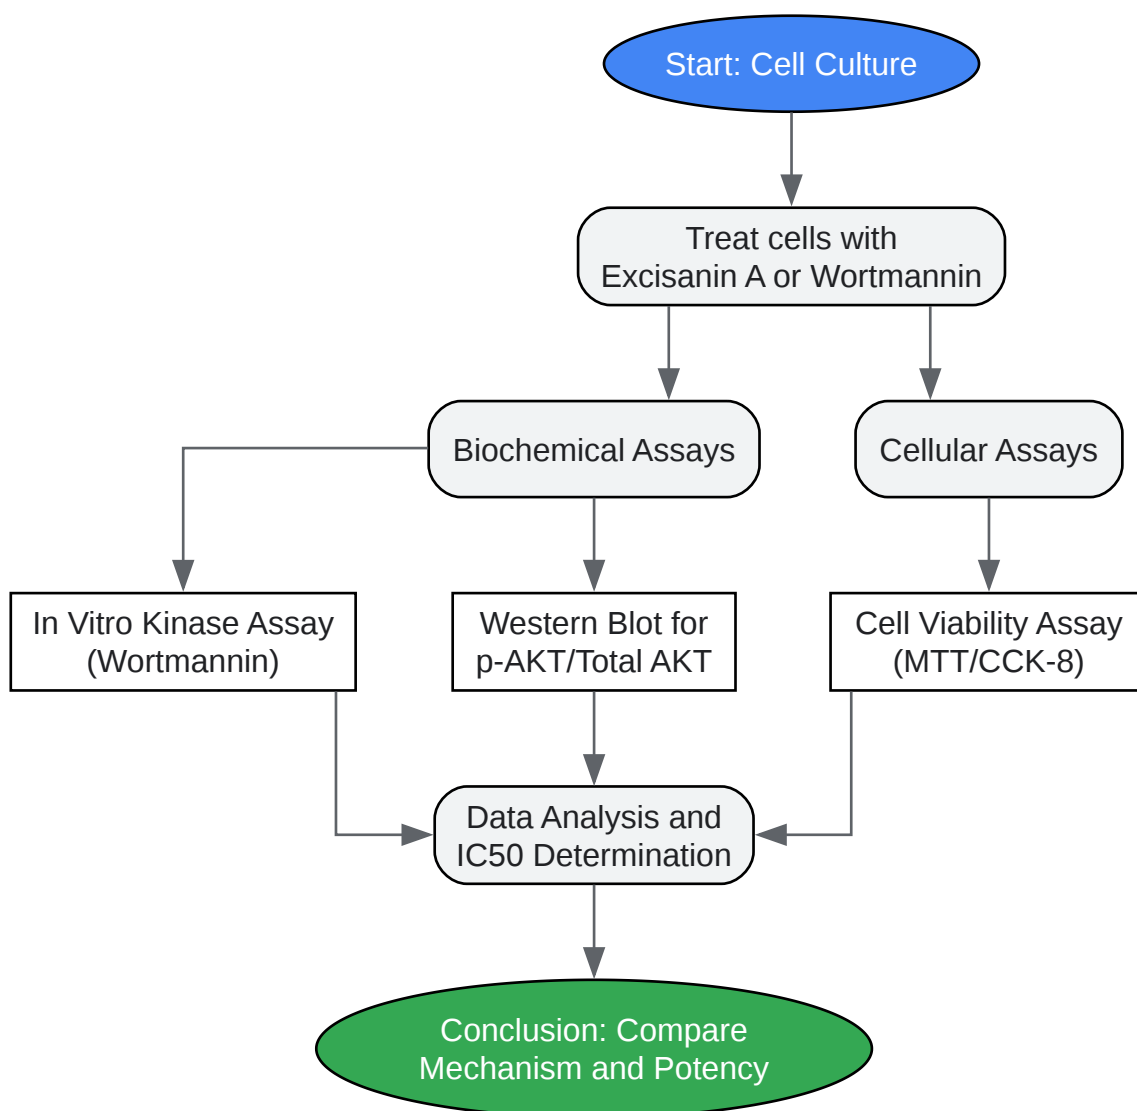 Start: Cell Culture
Treat cells with
Excisanin A or Wortmannin
Biochemical Assays
Cellular Assays
In Vitro Kinase Assay
(Wortmannin)
Western Blot for
p-AKT/Total AKT
Cell Viability Assay
(MTT/CCK-8)
Data Analysis and
IC50 Determination
Conclusion: Compare
Mechanism and Potency